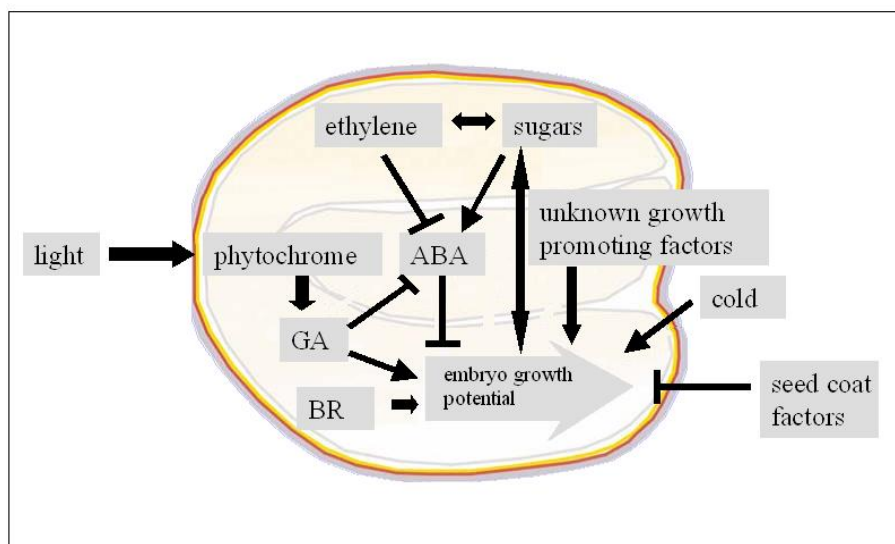 ethylene
sugars
unknown growth
promoting factors
light
phytochrome
ABA
cold
GA
embryo growth
potential
BR
seed coat
factors